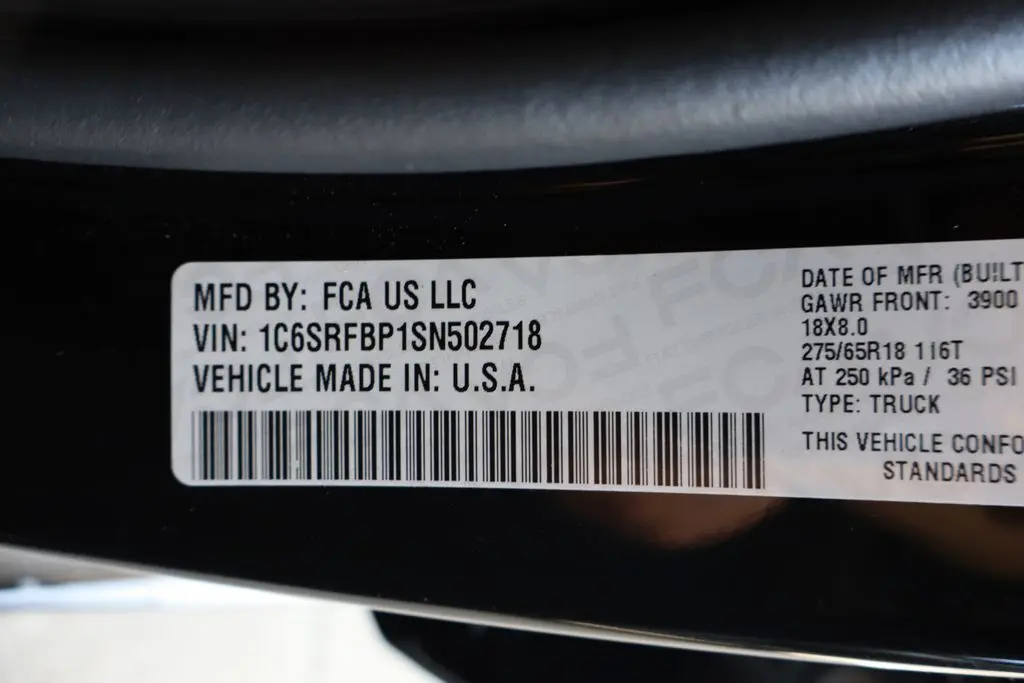 MFD BY: FCA US LLC
VIN: 1C6SRFBP1SN502718
VEHICLE MADE IN: U.S.A.
DATE OF MFR (BUILT
GAWR FRONT: 3900
18X8.0
275/65R18 116T
AT 250 kPa / 36 PSI
TYPE: TRUCK
THIS VEHICLE CONFO
STANDARDS